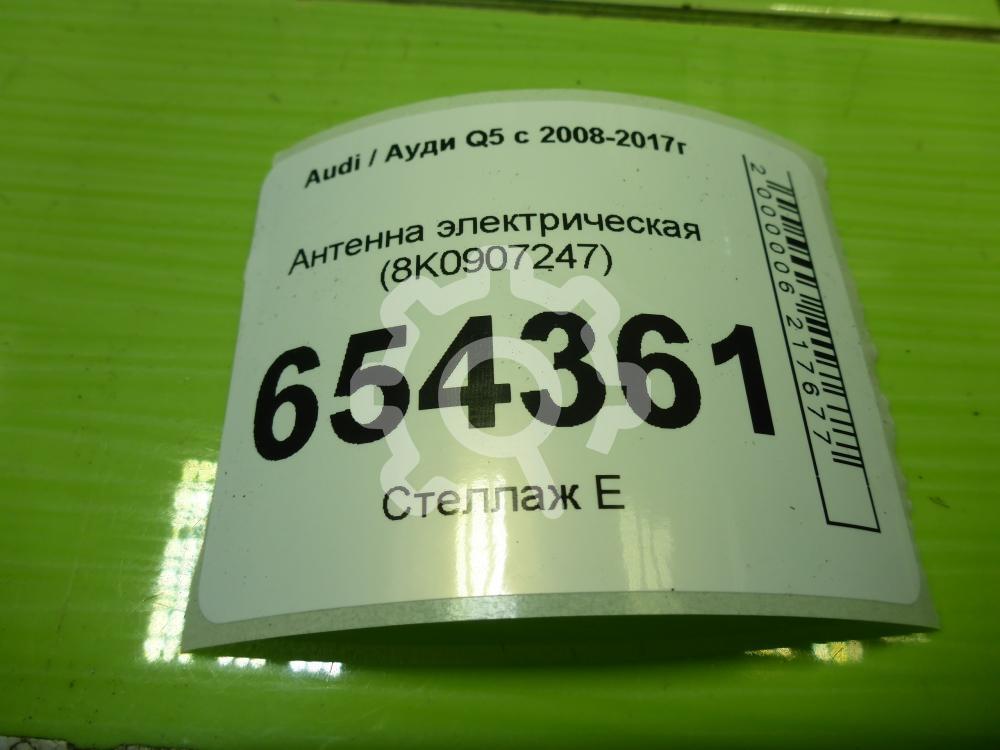 Audi / Ауди Q5 с 2008-2017г
Антенна электрическая
(8K0907247)
654361
Стеллаж E
2000006217677